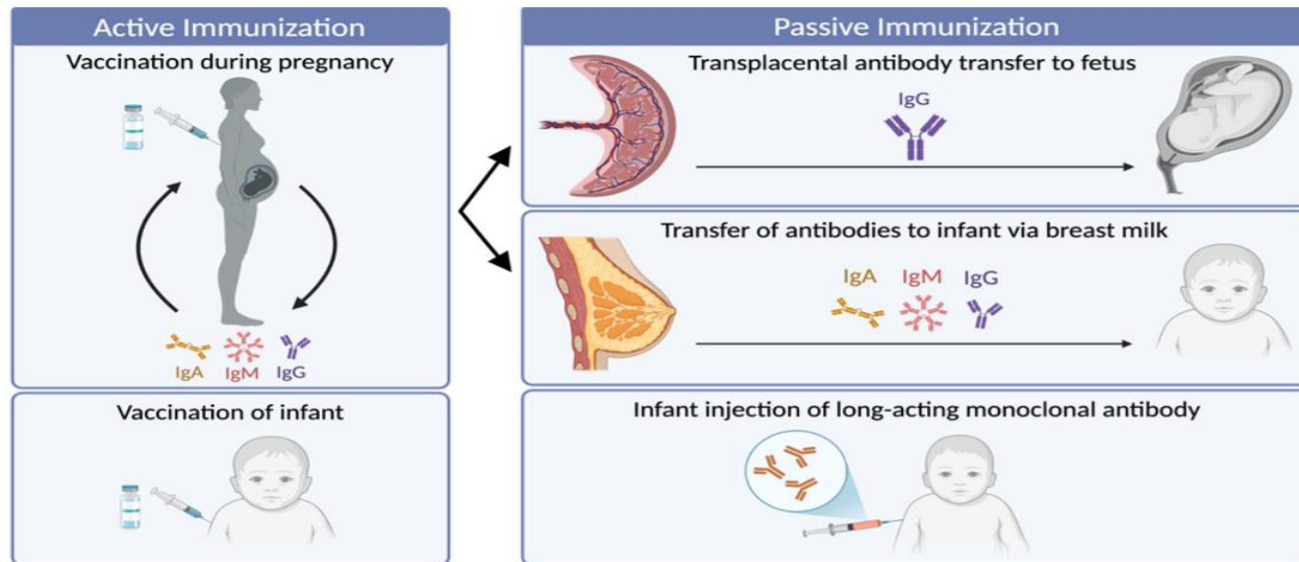 Active Immunization
Vaccination during pregnancy
IgA IgM IgG
Vaccination of infant
Passive Immunization
Transplacental antibody transfer to fetus
IgG
Transfer of antibodies to infant via breast milk
IgA IgM IgG
Infant injection of long-acting monoclonal antibody